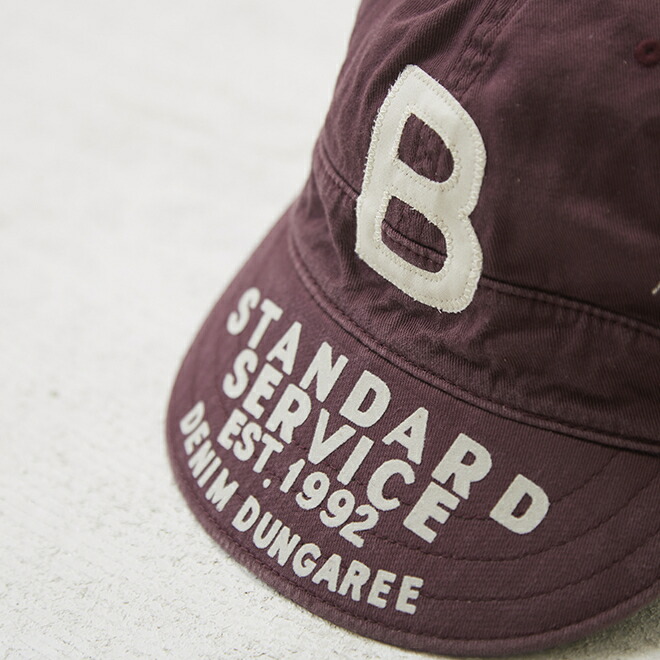 B
STANDARD
SERVICE
EST.1992
DENIM DUNGAREE